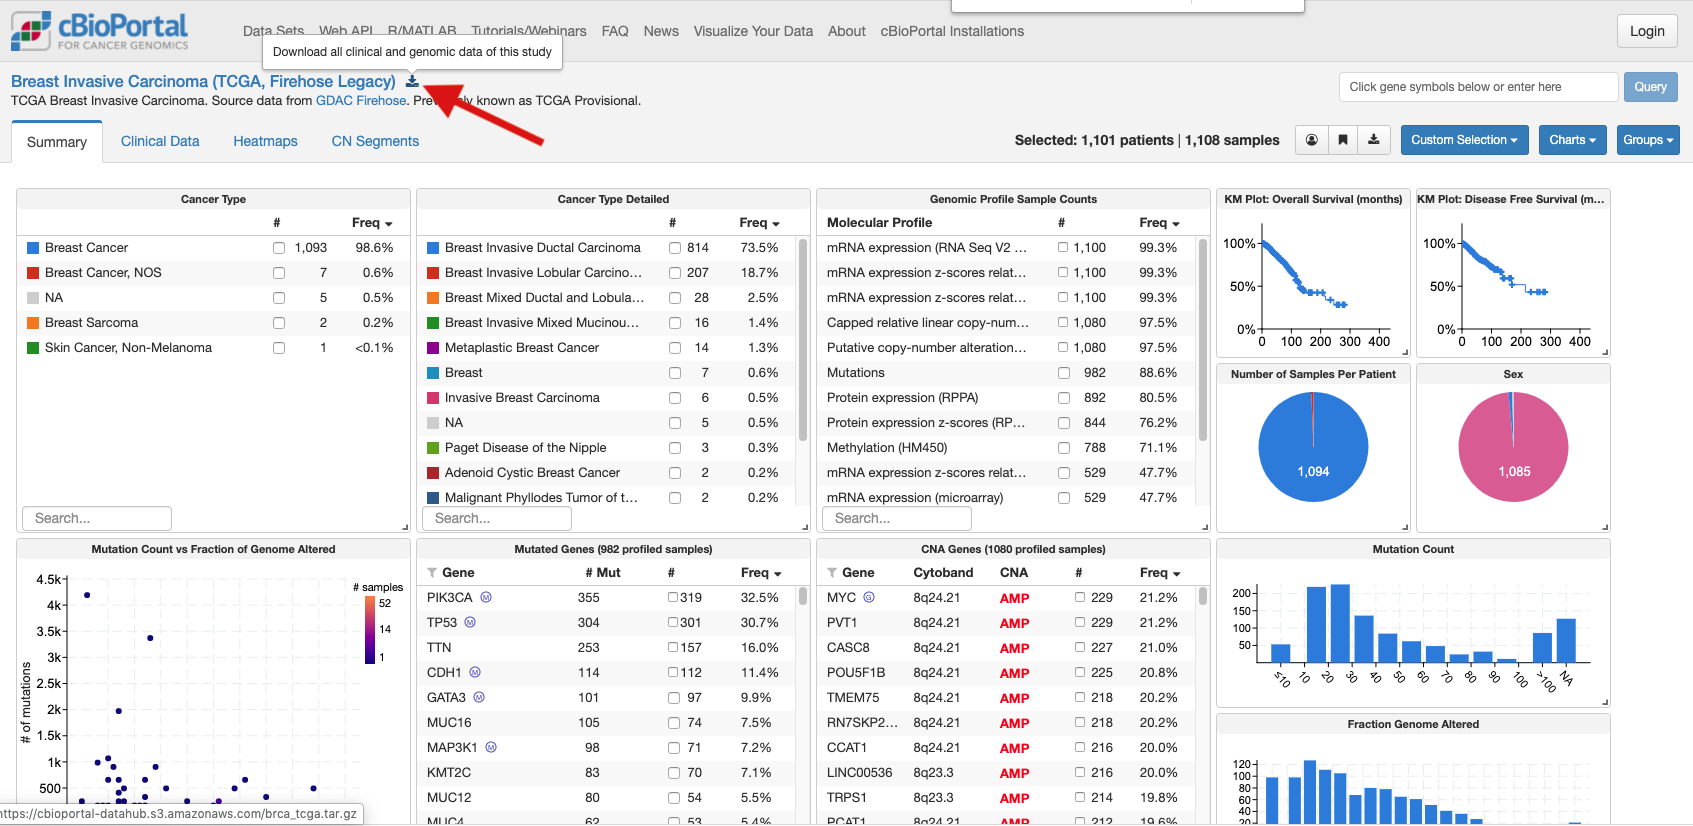 cBioPortal
FOR CANCER GENOMICS
Data Sets Web API R/MATLAB Tutorials/Webinars FAQ News Visualize Your Data About cBioPortal Installations
Login
Download all clinical and genomic data of this study
Breast Invasive Carcinoma (TCGA, Firehose Legacy)
TCGA Breast Invasive Carcinoma. Source data from GDAC Firehose. Previously known as TCGA Provisional.
Click gene symbols below or enter here
Query
Summary Clinical Data Heatmaps CN Segments
Selected: 1,101 patients | 1,108 samples
Custom Selection Charts Groups
Cancer Type
# Freq
Breast Cancer 1,093 98.6%
Breast Cancer, NOS 7 0.6%
NA 5 0.5%
Breast Sarcoma 2 0.2%
Skin Cancer, Non-Melanoma 1 <0.1%
Search...
Cancer Type Detailed
# Freq
Breast Invasive Ductal Carcinoma 814 73.5%
Breast Invasive Lobular Carcino... 207 18.7%
Breast Mixed Ductal and Lobula... 28 2.5%
Breast Invasive Mixed Mucinou... 16 1.4%
Metaplastic Breast Cancer 14 1.3%
Breast 7 0.6%
Invasive Breast Carcinoma 6 0.5%
NA 5 0.5%
Paget Disease of the Nipple 3 0.3%
Adenoid Cystic Breast Cancer 2 0.2%
Malignant Phyllodes Tumor of t... 2 0.2%
Search...
Genomic Profile Sample Counts
Molecular Profile # Freq
mRNA expression (RNA Seq V2 ... 1,100 99.3%
mRNA expression z-scores relat... 1,100 99.3%
mRNA expression z-scores relat... 1,100 99.3%
Capped relative linear copy-num... 1,080 97.5%
Putative copy-number alteration... 1,080 97.5%
Mutations 982 88.6%
Protein expression (RPPA) 892 80.5%
Protein expression z-scores (RP... 844 76.2%
Methylation (HM450) 788 71.1%
mRNA expression z-scores relat... 529 47.7%
mRNA expression (microarray) 529 47.7%
Search...
KM Plot: Overall Survival (months)
100%
50%
0%
0 100 200 300 400
KM Plot: Disease Free Survival (m...
100%
50%
0%
0 100 200 300 400
Number of Samples Per Patient
1,094
Sex
1,085
Mutation Count vs Fraction of Genome Altered
# of mutations
4.5k
4k
3.5k
3k
2.5k
2k
1.5k
1k
500
# samples
52
14
1
https://cbioportal-datahub.s3.amazonaws.com/brca_tcga.tar.gz
Mutated Genes (982 profiled samples)
Gene # Mut # Freq
PIK3CA M 355 319 32.5%
TP53 M 304 301 30.7%
TTN 253 157 16.0%
CDH1 M 114 112 11.4%
GATA3 M 101 97 9.9%
MUC16 105 74 7.5%
MAP3K1 M 98 71 7.2%
KMT2C 83 70 7.1%
MUC12 80 54 5.5%
MUC4 62 53 5.4%
CNA Genes (1080 profiled samples)
Gene Cytoband CNA # Freq
MYC G 8q24.21 AMP 229 21.2%
PVT1 8q24.21 AMP 229 21.2%
CASC8 8q24.21 AMP 227 21.0%
POU5F1B 8q24.21 AMP 225 20.8%
TMEM75 8q24.21 AMP 218 20.2%
RN7SKP2... 8q24.21 AMP 218 20.2%
CCAT1 8q24.21 AMP 216 20.0%
LINC00536 8q23.3 AMP 216 20.0%
TRPS1 8q23.3 AMP 214 19.8%
PCAT1 8q24.21 AMP 212 19.6%
Mutation Count
200
150
100
50
≤10 10 20 30 40 50 60 70 80 90 100 >100 NA
Fraction Genome Altered
120
100
80
60
40
20